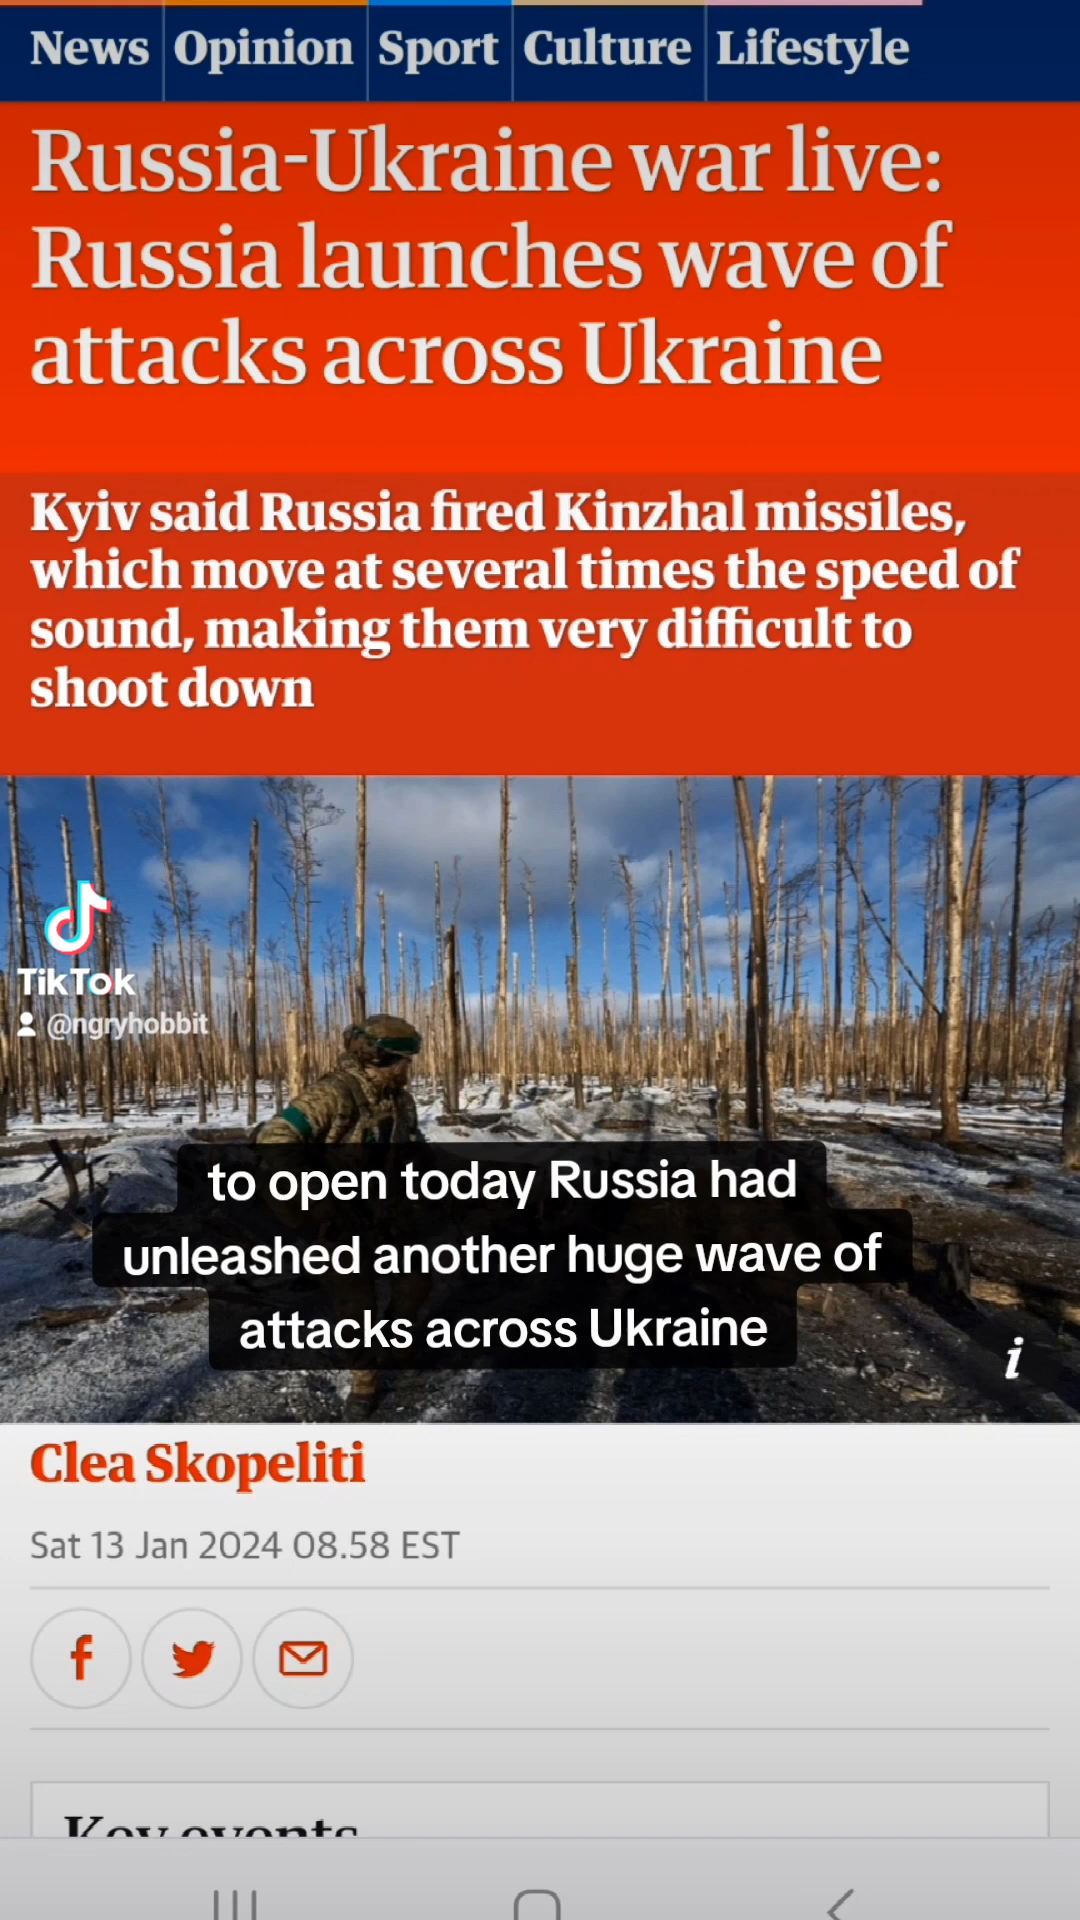 News Opinion Sport Culture Lifestyle
Russia-Ukraine war live:
Russia launches wave of
attacks across Ukraine
Kyiv said Russia fired Kinzhal missiles,
which move at several times the speed of
sound, making them very difficult to
shoot down
TikTok
@ngryhobbit
to open today Russia had
unleashed another huge wave of
attacks across Ukraine
i
Clea Skopeliti
Sat 13 Jan 2024 08.58 EST
f
Key events